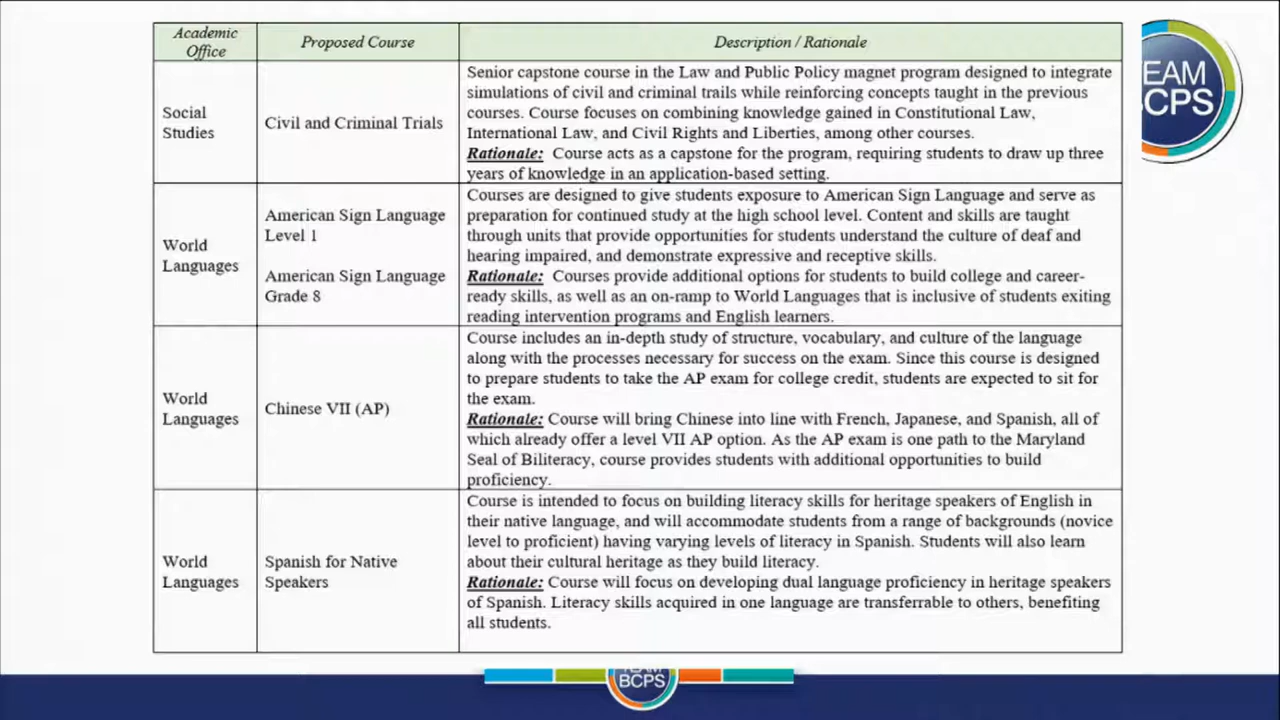 Academic
Office
Proposed Course
Description / Rationale
Social
Studies
Civil and Criminal Trials
Senior capstone course in the Law and Public Policy magnet program designed to integrate
simulations of civil and criminal trails while reinforcing concepts taught in the previous
courses. Course focuses on combining knowledge gained in Constitutional Law,
International Law, and Civil Rights and Liberties, among other courses.
Rationale: Course acts as a capstone for the program, requiring students to draw up three
years of knowledge in an application-based setting.
World
Languages
American Sign Language
Level 1
American Sign Language
Grade 8
Courses are designed to give students exposure to American Sign Language and serve as
preparation for continued study at the high school level. Content and skills are taught
through units that provide opportunities for students understand the culture of deaf and
hearing impaired, and demonstrate expressive and receptive skills.
Rationale: Courses provide additional options for students to build college and career-
ready skills, as well as an on-ramp to World Languages that is inclusive of students exiting
reading intervention programs and English learners.
World
Languages
Chinese VII (AP)
Course includes an in-depth study of structure, vocabulary, and culture of the language
along with the processes necessary for success on the exam. Since this course is designed
to prepare students to take the AP exam for college credit, students are expected to sit for
the exam.
Rationale: Course will bring Chinese into line with French, Japanese, and Spanish, all of
which already offer a level VII AP option. As the AP exam is one path to the Maryland
Seal of Biliteracy, course provides students with additional opportunities to build
proficiency.
World
Languages
Spanish for Native
Speakers
Course is intended to focus on building literacy skills for heritage speakers of English in
their native language, and will accommodate students from a range of backgrounds (novice
level to proficient) having varying levels of literacy in Spanish. Students will also learn
about their cultural heritage as they build literacy.
Rationale: Course will focus on developing dual language proficiency in heritage speakers
of Spanish. Literacy skills acquired in one language are transferrable to others, benefiting
all students.
EAM
BCPS
TEAM
BCPS